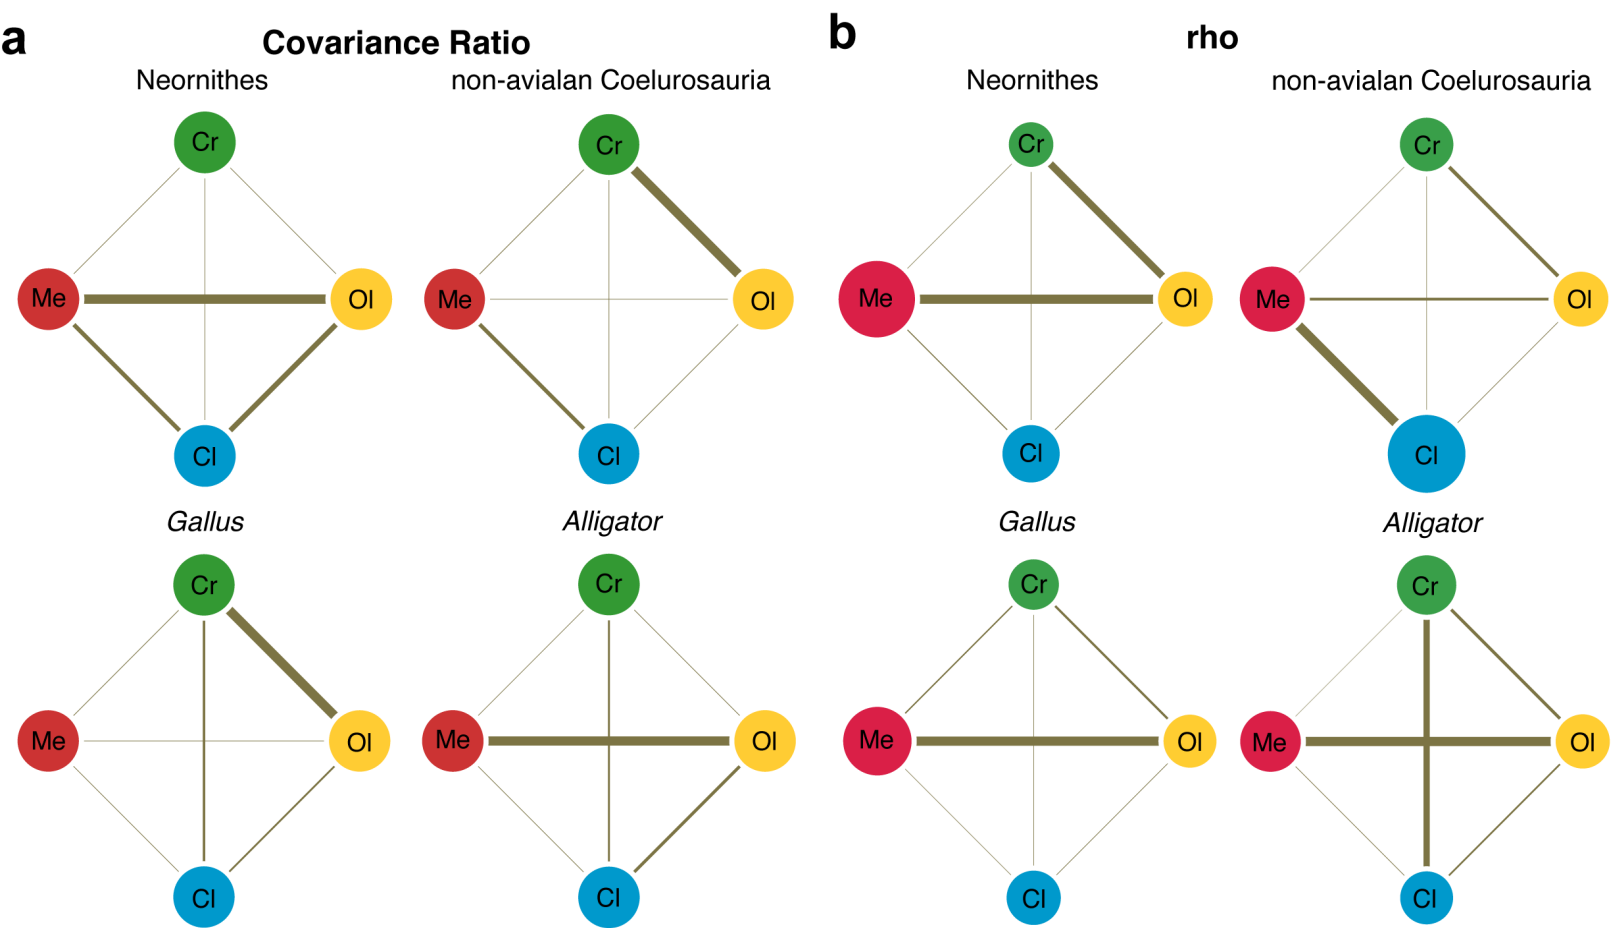 a
Covariance Ratio
Neornithes
non-avialan Coelurosauria
Cr
Me
Ol
Cl
Cr
Me
Ol
Cl
Gallus
Alligator
Cr
Me
Ol
Cl
Cr
Me
Ol
Cl
b
rho
Neornithes
non-avialan Coelurosauria
Cr
Me
Ol
Cl
Cr
Me
Ol
Cl
Gallus
Alligator
Cr
Me
Ol
Cl
Cr
Me
Ol
Cl